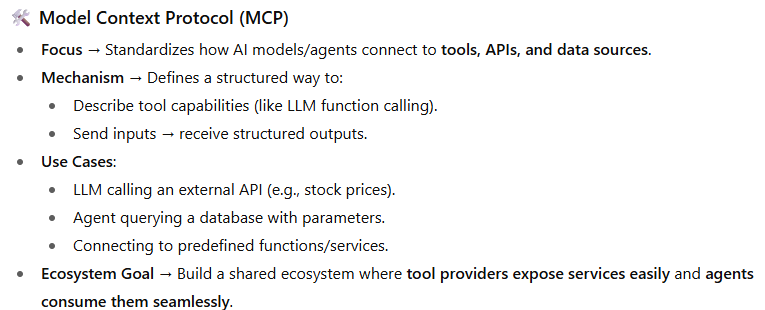 🛠 Model Context Protocol (MCP)
• Focus → Standardizes how AI models/agents connect to tools, APIs, and data sources.
• Mechanism → Defines a structured way to:
• Describe tool capabilities (like LLM function calling).
• Send inputs → receive structured outputs.
• Use Cases:
• LLM calling an external API (e.g., stock prices).
• Agent querying a database with parameters.
• Connecting to predefined functions/services.
• Ecosystem Goal → Build a shared ecosystem where tool providers expose services easily and agents
consume them seamlessly.